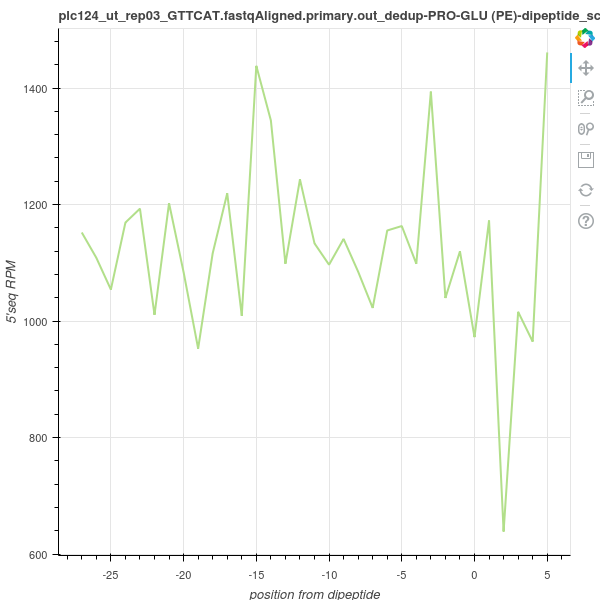 plc124_ut_rep03_GTTCAT.fastqAligned.primary.out_dedup-PRO-GLU (PE)-dipeptide_sc
1400
1200
1000
800
600
5'seq RPM
-25 -20 -15 -10 -5 0 5
position from dipeptide